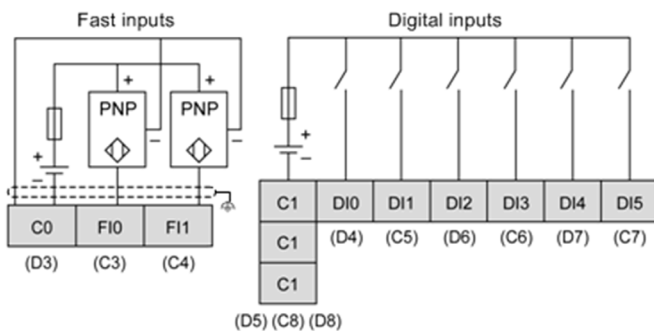 Fast inputs
Digital inputs
+ +
PNP PNP
+
− −
−
+
−
C0 FI0 FI1
(D3) (C3) (C4)
C1 DI0 DI1 DI2 DI3 DI4 DI5
(D4) (C5) (D6) (C6) (D7) (C7)
C1
C1
(D5) (C8) (D8)